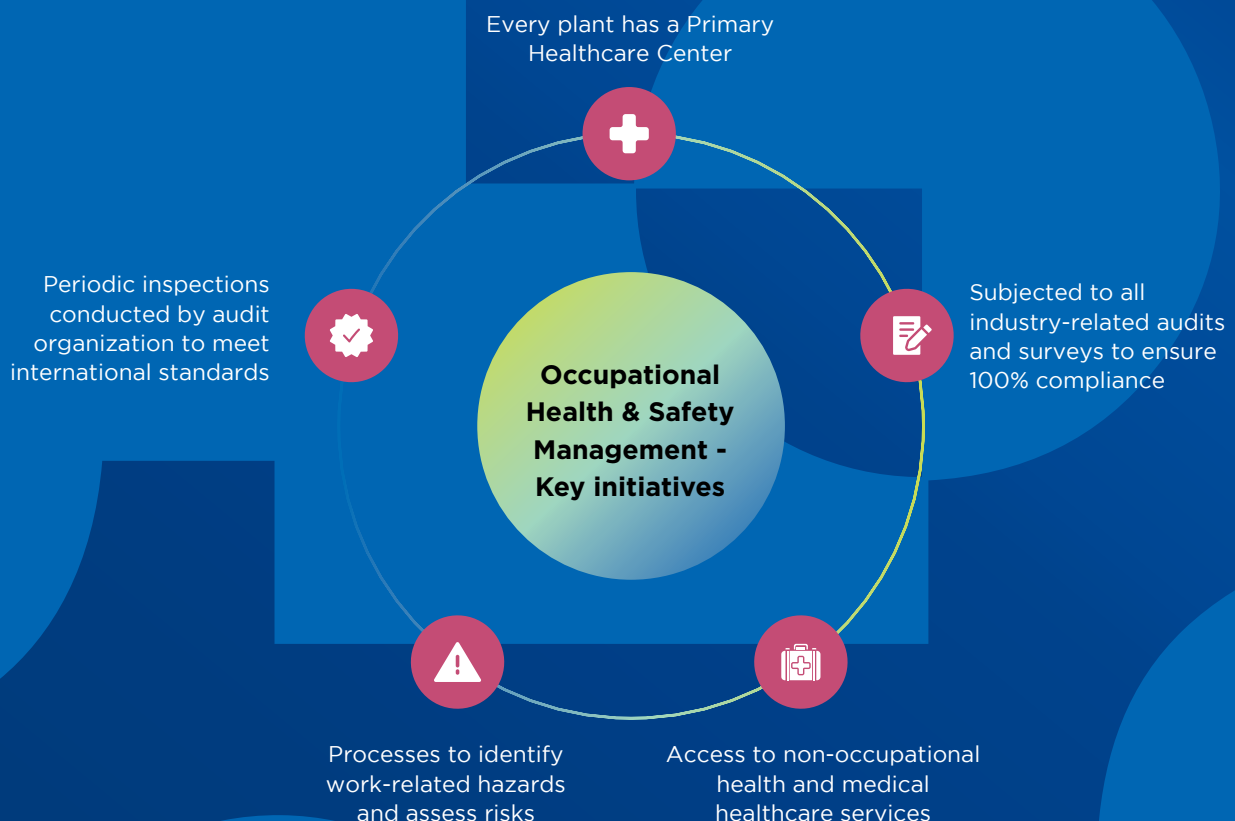 Every plant has a Primary
Healthcare Center
Periodic inspections
conducted by audit
organization to meet
international standards
Subjected to all
industry-related audits
and surveys to ensure
100% compliance
Occupational
Health & Safety
Management -
Key initiatives
Processes to identify
work-related hazards
and assess risks
Access to non-occupational
health and medical
healthcare services